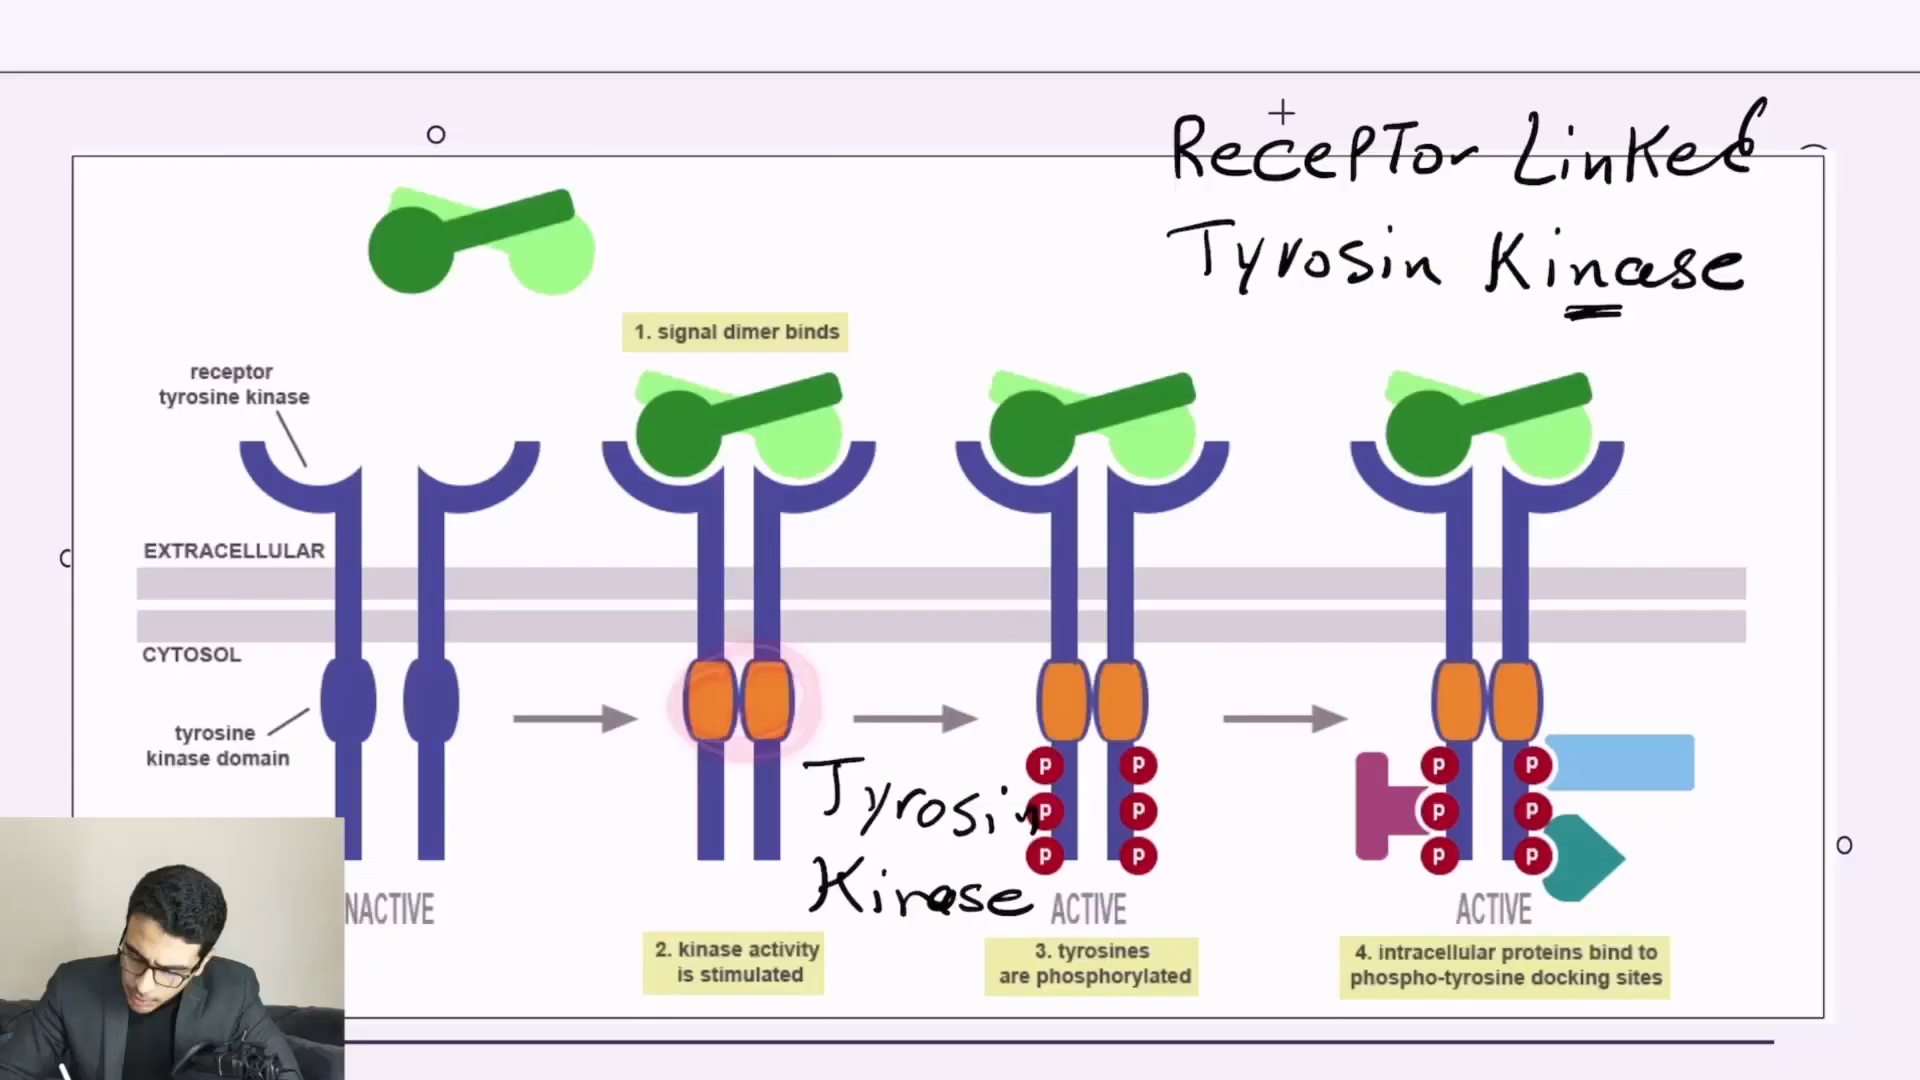 Receptor Linked
Tyrosin Kinase
1. signal dimer binds
receptor
tyrosine kinase
EXTRACELLULAR
CYTOSOL
tyrosine
kinase domain
Tyrosin
Kinase
P P P P
P P P P
P P P P
NACTIVE
ACTIVE
ACTIVE
2. kinase activity
is stimulated
3. tyrosines
are phosphorylated
4. intracellular proteins bind to
phospho-tyrosine docking sites